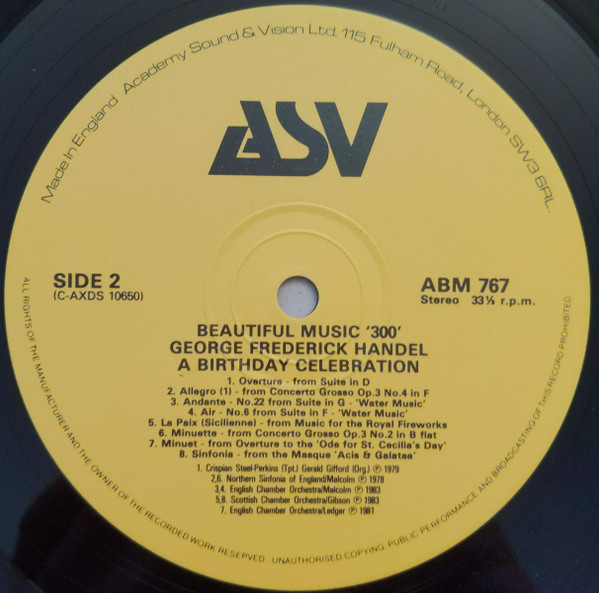 Made in England Academy Sound & Vision Ltd. 115 Fulham Road, London SW3 6RL.
ASV
SIDE 2
(C-AXDS 10650)
ABM 767
Stereo 33⅓ r.p.m.
BEAUTIFUL MUSIC '300'
GEORGE FREDERICK HANDEL
A BIRTHDAY CELEBRATION
1. Overture - from Suite in D
2. Allegro (1) - from Concerto Grosso Op.3 No.4 in F
3. Andante - No.22 from Suite in G - 'Water Music'
4. Air - No.6 from Suite in F - 'Water Music'
5. La Paix (Sicilienne) - from Music for the Royal Fireworks
6. Minuette - from Concerto Grosso Op.3 No.2 in B flat
7. Minuet - from Overture to the 'Ode for St. Cecilia's Day'
8. Sinfonia - from the Masque 'Acis & Galatea'
1. Crispian Steel-Perkins (Tpt.) Gerald Gifford (Org.) ℗ 1979
2,6. Northern Sinfonia of England/Malcolm ℗ 1978
3,4. English Chamber Orchestra/Malcolm ℗ 1983
5,8. Scottish Chamber Orchestra/Gibson ℗ 1983
7. English Chamber Orchestra/Ledger ℗ 1981
ALL RIGHTS OF THE MANUFACTURER AND THE OWNER OF THE RECORDED WORK RESERVED UNAUTHORISED COPYING, PUBLIC PERFORMANCE AND BROADCASTING OF THIS RECORD PROHIBITED